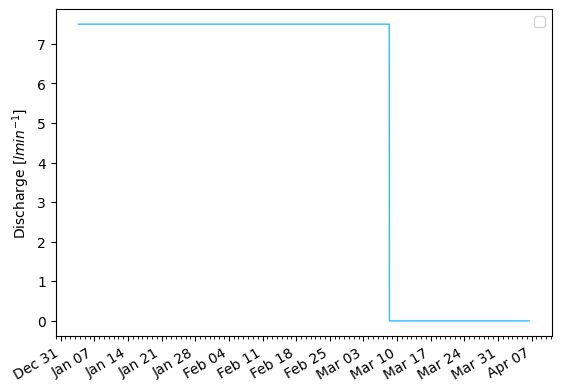 7
6
5
4
3
2
1
0
Discharge [lmin⁻¹]
Dec 31
Jan 07
Jan 14
Jan 21
Jan 28
Feb 04
Feb 11
Feb 18
Feb 25
Mar 03
Mar 10
Mar 17
Mar 24
Mar 31
Apr 07